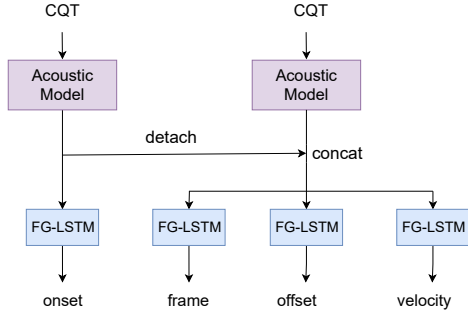 CQT
CQT
Acoustic
Model
Acoustic
Model
detach
concat
FG-LSTM
FG-LSTM
FG-LSTM
FG-LSTM
onset
frame
offset
velocity